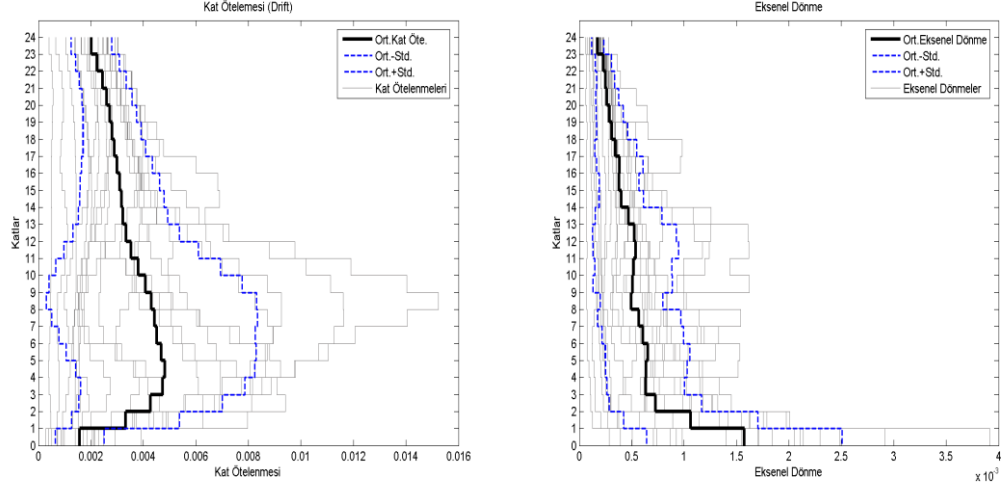 Kat Ötelemesi (Drift)
24
23
22
21
20
19
18
17
16
15
14
13
12
11
10
9
8
7
6
5
4
3
2
1
0
Katlar
Ort.Kat Öte.
Ort.-Std.
Ort.+Std.
Kat Ötelenmeleri
0 0.002 0.004 0.006 0.008 0.01 0.012 0.014 0.016
Kat Ötelenmesi
Eksenel Dönme
24
23
22
21
20
19
18
17
16
15
14
13
12
11
10
9
8
7
6
5
4
3
2
1
0
Katlar
Ort.Eksenel Dönme
Ort.-Std.
Ort.+Std.
Eksenel Dönmeler
0 0.5 1 1.5 2 2.5 3 3.5 4
Eksenel Dönme
x 10⁻³